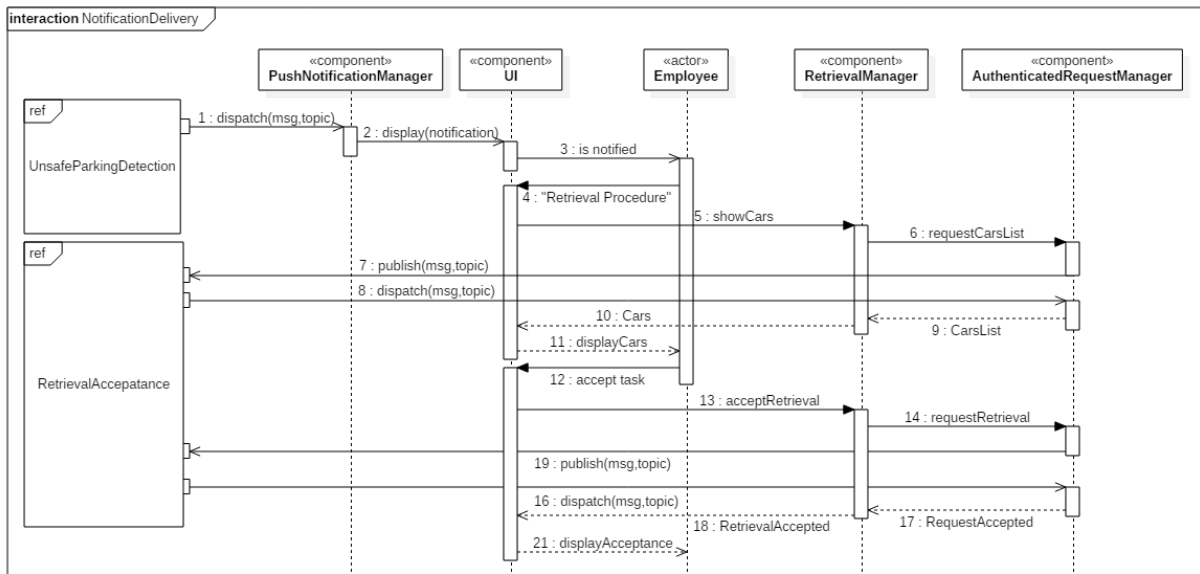 interaction NotificationDelivery
«component»
PushNotificationManager
«component»
UI
«actor»
Employee
«component»
RetrievalManager
«component»
AuthenticatedRequestManager
ref
UnsafeParkingDetection
1 : dispatch(msg,topic)
2 : display(notification)
3 : is notified
4 : "Retrieval Procedure"
5 : showCars
6 : requestCarsList
ref
RetrievalAccepatance
7 : publish(msg,topic)
8 : dispatch(msg,topic)
9 : CarsList
10 : Cars
11 : displayCars
12 : accept task
13 : acceptRetrieval
14 : requestRetrieval
19 : publish(msg,topic)
16 : dispatch(msg,topic)
17 : RequestAccepted
18 : RetrievalAccepted
21 : displayAcceptance